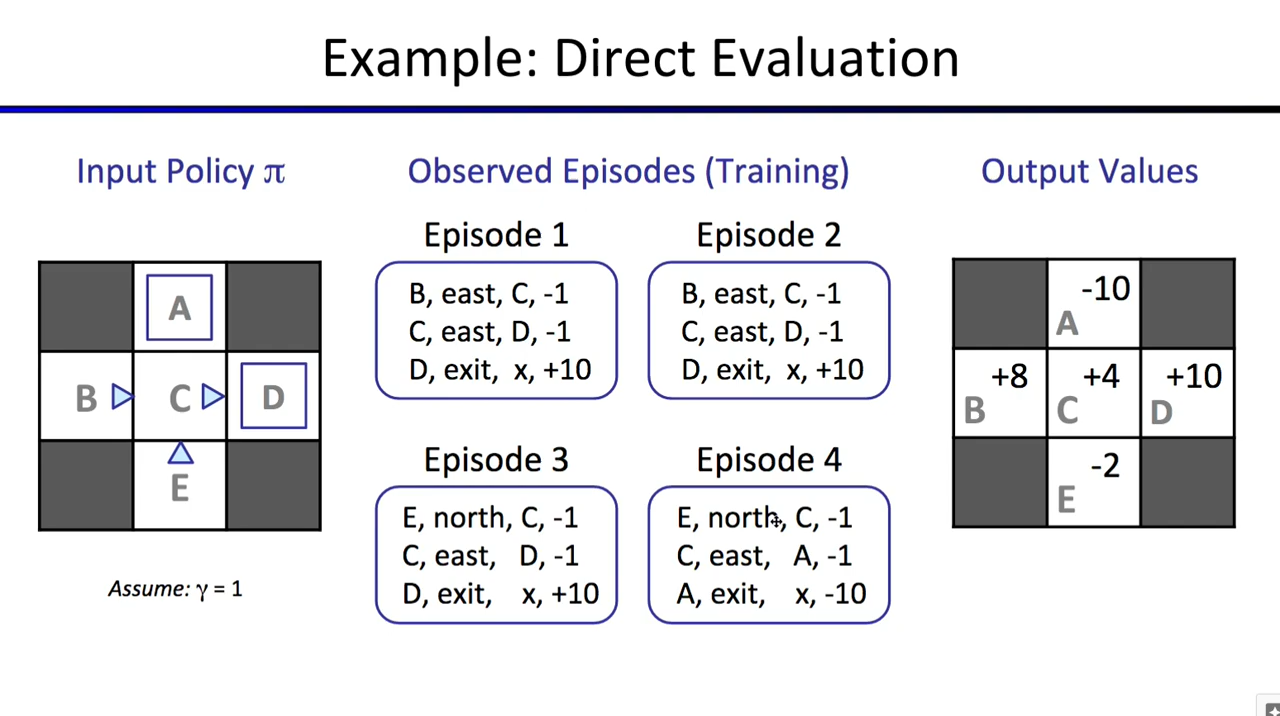 Example: Direct Evaluation
Input Policy π
A
B
C
D
E
Assume: γ = 1
Observed Episodes (Training)
Episode 1
B, east, C, -1
C, east, D, -1
D, exit, x, +10
Episode 2
B, east, C, -1
C, east, D, -1
D, exit, x, +10
Episode 3
E, north, C, -1
C, east, D, -1
D, exit, x, +10
Episode 4
E, north, C, -1
C, east, A, -1
A, exit, x, -10
Output Values
-10
A
+8
B
+4
C
+10
D
-2
E